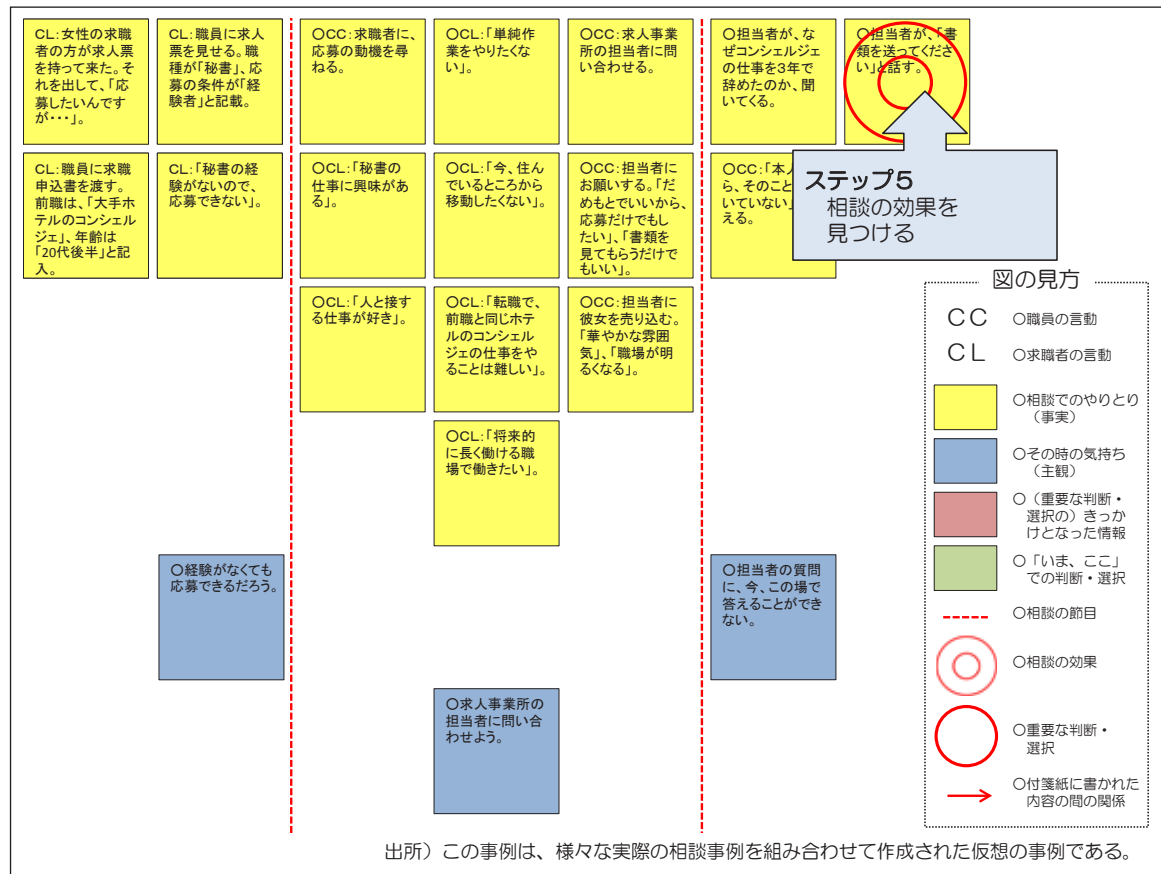 CL:女性の求職
者の方が求人票
を持って来た。そ
れを出して、「応
募したいんです
が・・・」。
CL:職員に求人
票を見せる。職
種が「秘書」、応
募の条件が「経
験者」と記載。
○CC:求職者に、
応募の動機を尋
ねる。
○CL:「単純作
業をやりたくな
い」。
○CC:求人事業
所の担当者に問
い合わせる。
○担当者が、な
ぜコンシェルジェ
の仕事を3年で
辞めたのか、聞
いてくる。
○担当者が、「書
類を送ってくださ
い」と話す。
CL:職員に求職
申込書を渡す。
前職は、「大手ホ
テルのコンシェル
ジェ」、年齢は
「20代後半」と記
入。
CL:「秘書の経
験がないので、
応募できない」。
○CL:「秘書の
仕事に興味があ
る」。
○CL:「今、住ん
でいるところから
移動したくない」。
○CC:担当者に
お願いする。「だ
めもとでいいから、
応募だけでもし
たい」、「書類を
見てもらうだけで
もいい」。
○CC:「本人
ら、そのこと
いていない」
える。
ステップ5
相談の効果を
見つける
○CL:「人と接す
る仕事が好き」。
○CL:「転職で、
前職と同じホテ
ルのコンシェル
ジェの仕事をや
ることは難しい」。
○CC:担当者に
彼女を売り込む。
「華やかな雰囲
気」、「職場が明
るくなる」。
○CL:「将来的
に長く働ける職
場で働きたい」。
○経験がなくても
応募できるだろう。
○担当者の質問
に、今、この場で
答えることができ
ない。
○求人事業所の
担当者に問い合
わせよう。
図の見方
CC ○職員の言動
CL ○求職者の言動
○相談でのやりとり
(事実)
○その時の気持ち
(主観)
○(重要な判断・
選択の)きっか
けとなった情報
○「いま、ここ」
での判断・選択
○相談の節目
○相談の効果
○重要な判断・
選択
○付箋紙に書かれた
内容の間の関係
出所)この事例は、様々な実際の相談事例を組み合わせて作成された仮想の事例である。